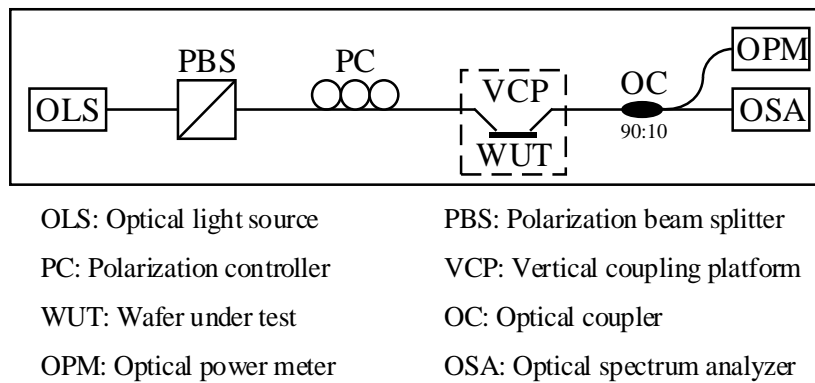 OLS
PBS
PC
VCP
WUT
OC
90:10
OPM
OSA
OLS: Optical light source
PBS: Polarization beam splitter
PC: Polarization controller
VCP: Vertical coupling platform
WUT: Wafer under test
OC: Optical coupler
OPM: Optical power meter
OSA: Optical spectrum analyzer